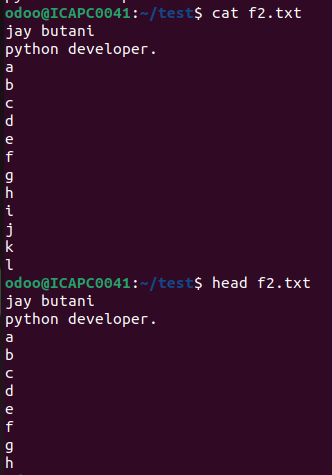 odoo@ICAPC0041:~/test$ cat f2.txt
jay butani
python developer.
a
b
c
d
e
f
g
h
i
j
k
l
odoo@ICAPC0041:~/test$ head f2.txt
jay butani
python developer.
a
b
c
d
e
f
g
h